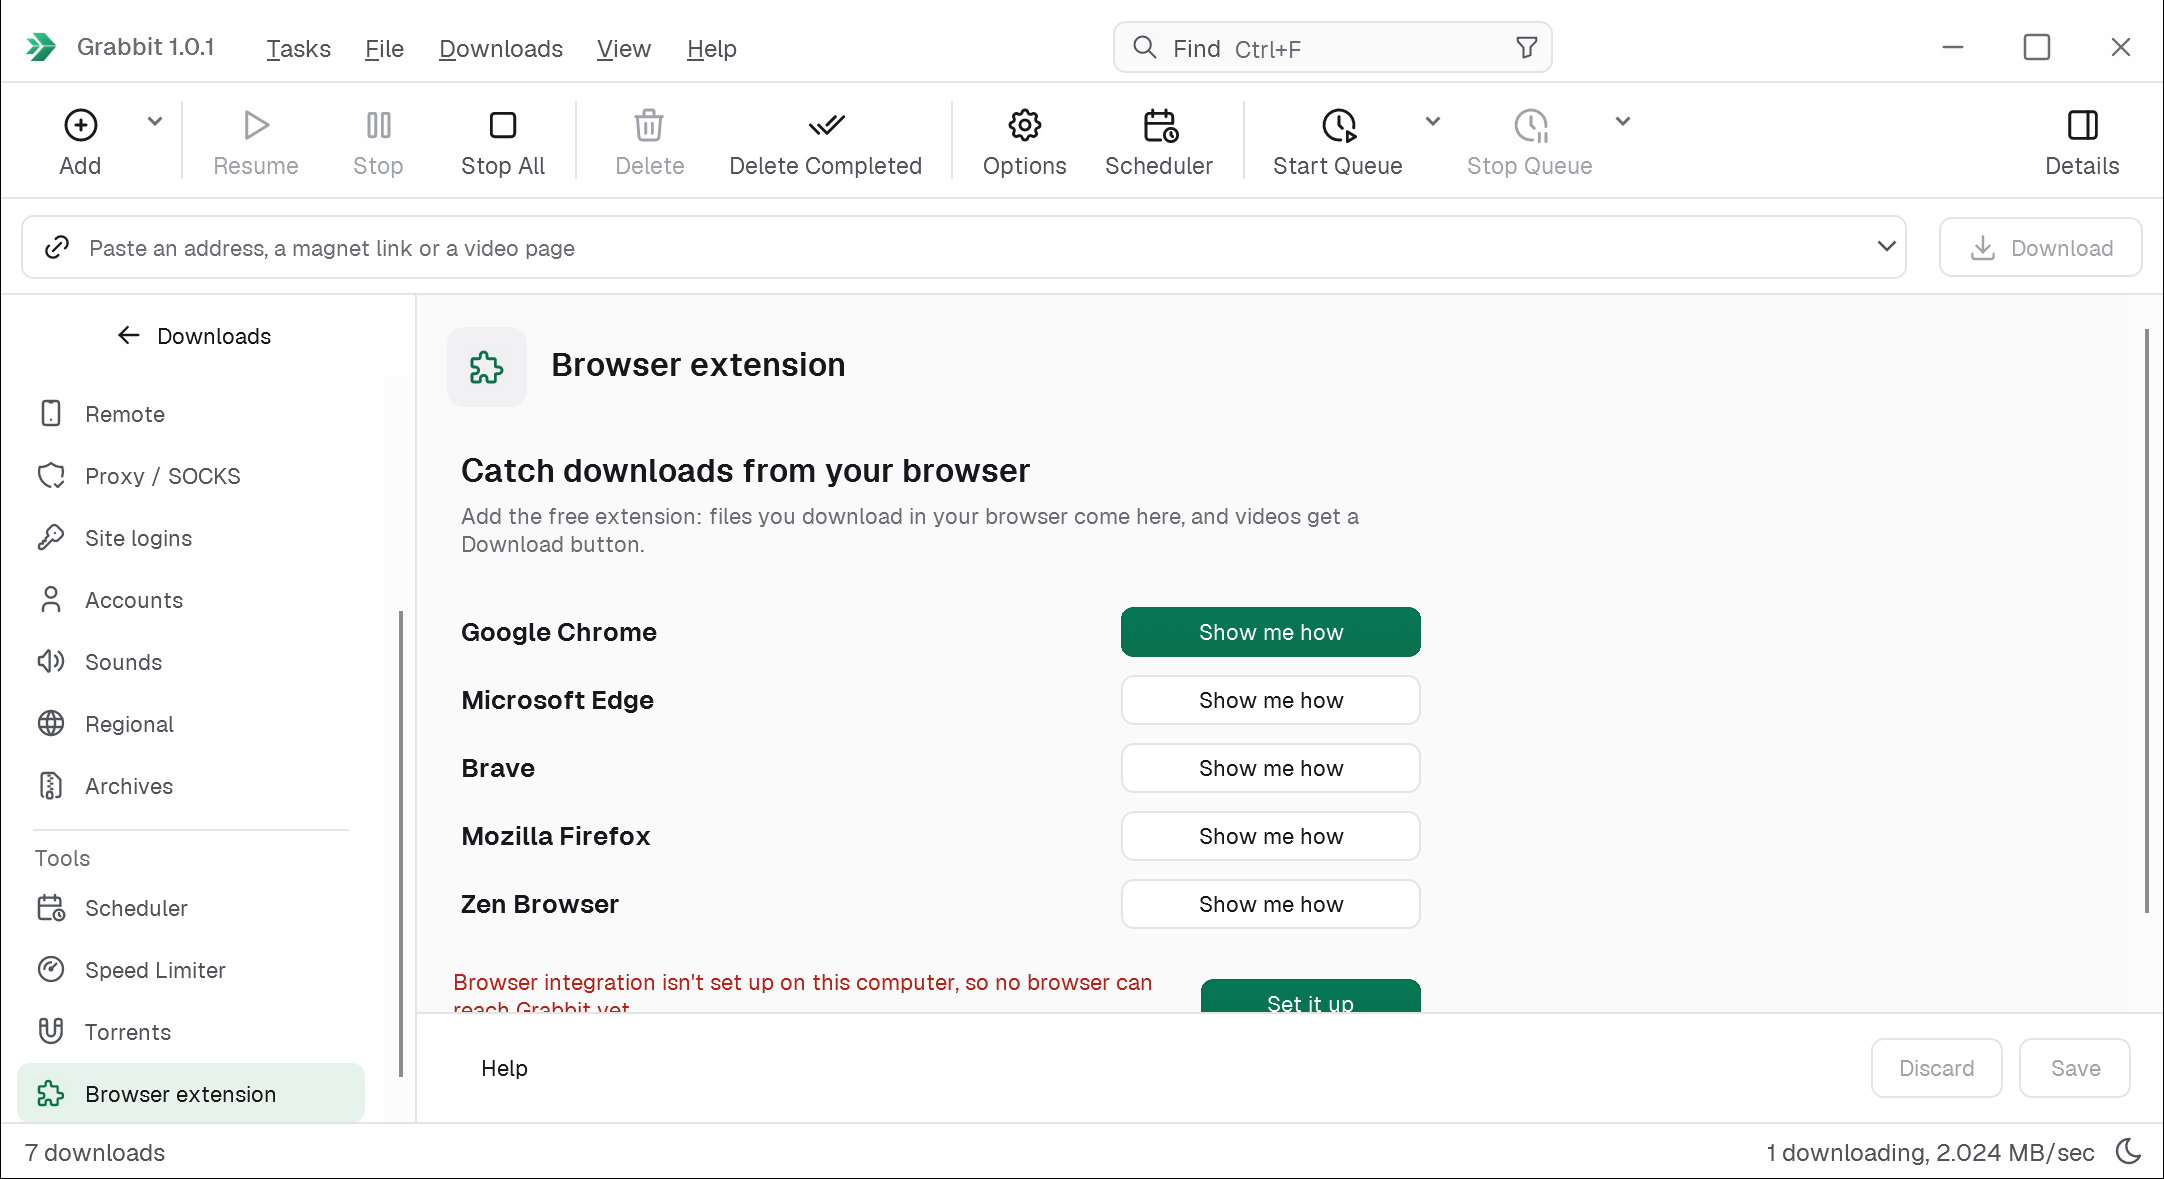 Grabbit 1.0.1
Tasks File Downloads View Help
Find Ctrl+F
Add
Resume
Stop
Stop All
Delete
Delete Completed
Options
Scheduler
Start Queue
Stop Queue
Details
Paste an address, a magnet link or a video page
Download
Downloads
Remote
Proxy / SOCKS
Site logins
Accounts
Sounds
Regional
Archives
Tools
Scheduler
Speed Limiter
Torrents
Browser extension
Browser extension
Catch downloads from your browser
Add the free extension: files you download in your browser come here, and videos get a
Download button.
Google Chrome Show me how
Microsoft Edge Show me how
Brave Show me how
Mozilla Firefox Show me how
Zen Browser Show me how
Browser integration isn't set up on this computer, so no browser can
reach Grabbit yet
Set it up
Help
Discard
Save
7 downloads
1 downloading, 2.024 MB/sec